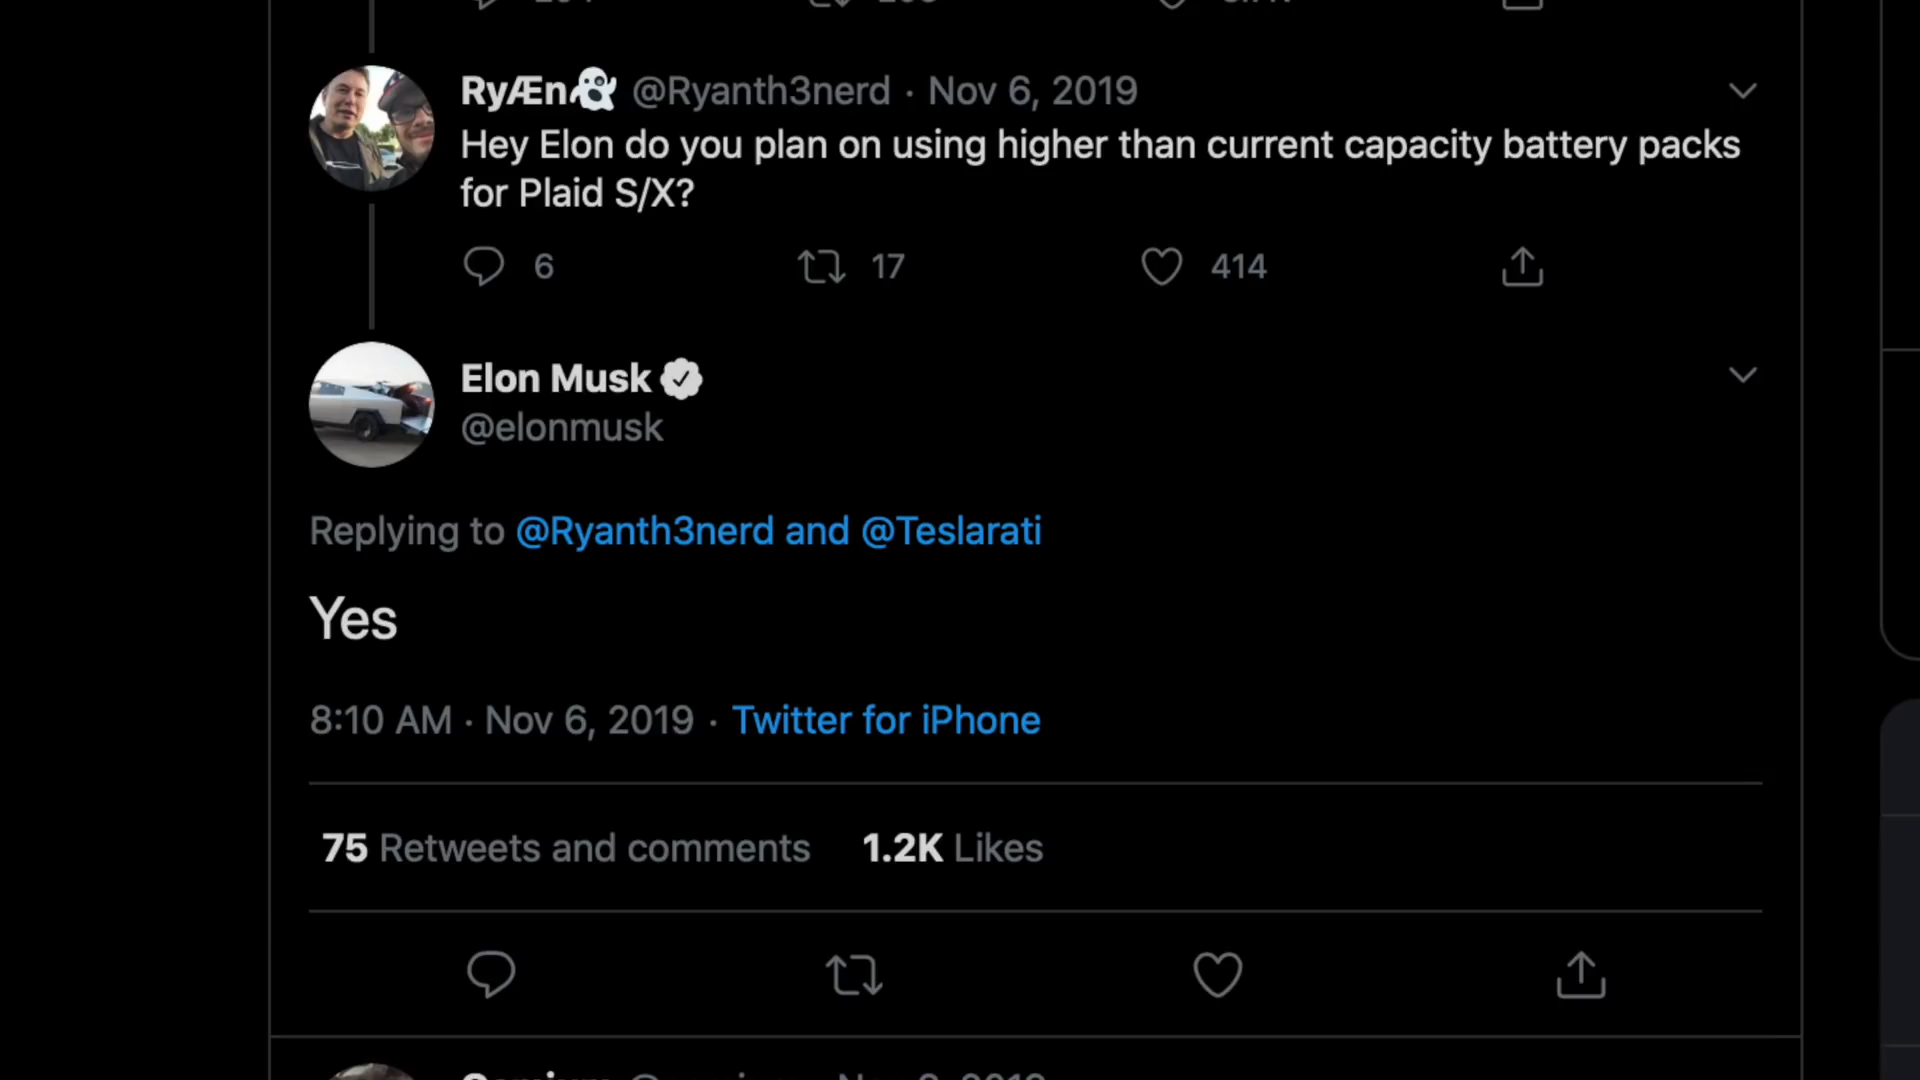 RyÆn👻 @Ryanth3nerd · Nov 6, 2019
Hey Elon do you plan on using higher than current capacity battery packs
for Plaid S/X?
6 17 414
Elon Musk
@elonmusk
Replying to @Ryanth3nerd and @Teslarati
Yes
8:10 AM · Nov 6, 2019 · Twitter for iPhone
75 Retweets and comments 1.2K Likes